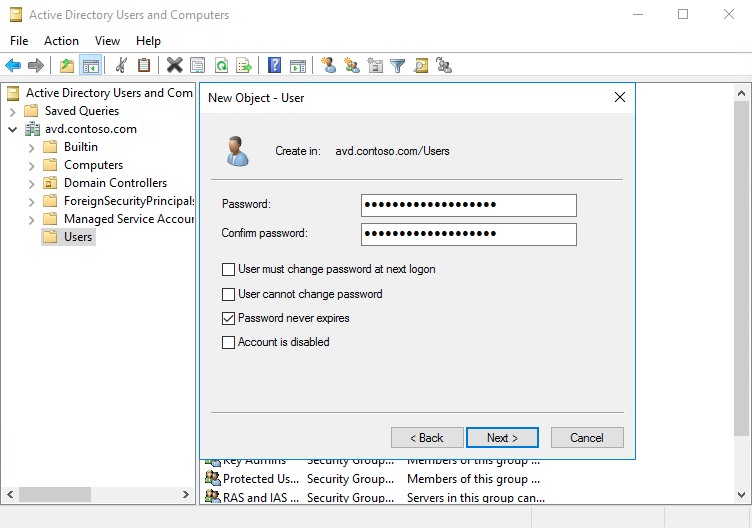 Active Directory Users and Computers
File Action View Help
Active Directory Users and Com
Saved Queries
avd.contoso.com
Builtin
Computers
Domain Controllers
ForeignSecurityPrincipals
Managed Service Accour
Users
New Object - User
Create in: avd.contoso.com/Users
Password: ●●●●●●●●●●●●●●●●●●●
Confirm password: ●●●●●●●●●●●●●●●●●●●
User must change password at next logon
User cannot change password
Password never expires
Account is disabled
< Back Next > Cancel
Key Admins Security Group... Members of this group ...
Protected Us... Security Group... Members of this group ...
RAS and IAS ... Security Group... Servers in this group can...